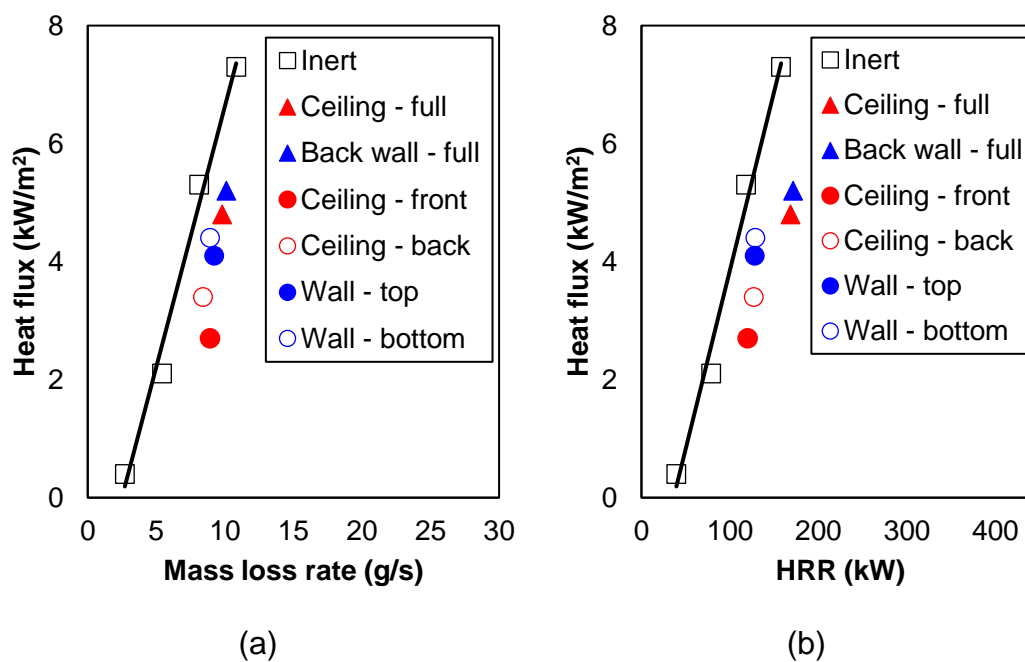 8
6
4
2
0
Heat flux (kW/m²)
Inert
Ceiling - full
Back wall - full
Ceiling - front
Ceiling - back
Wall - top
Wall - bottom
0 5 10 15 20 25 30
Mass loss rate (g/s)
(a)
8
6
4
2
0
Heat flux (kW/m²)
Inert
Ceiling - full
Back wall - full
Ceiling - front
Ceiling - back
Wall - top
Wall - bottom
0 100 200 300 400
HRR (kW)
(b)